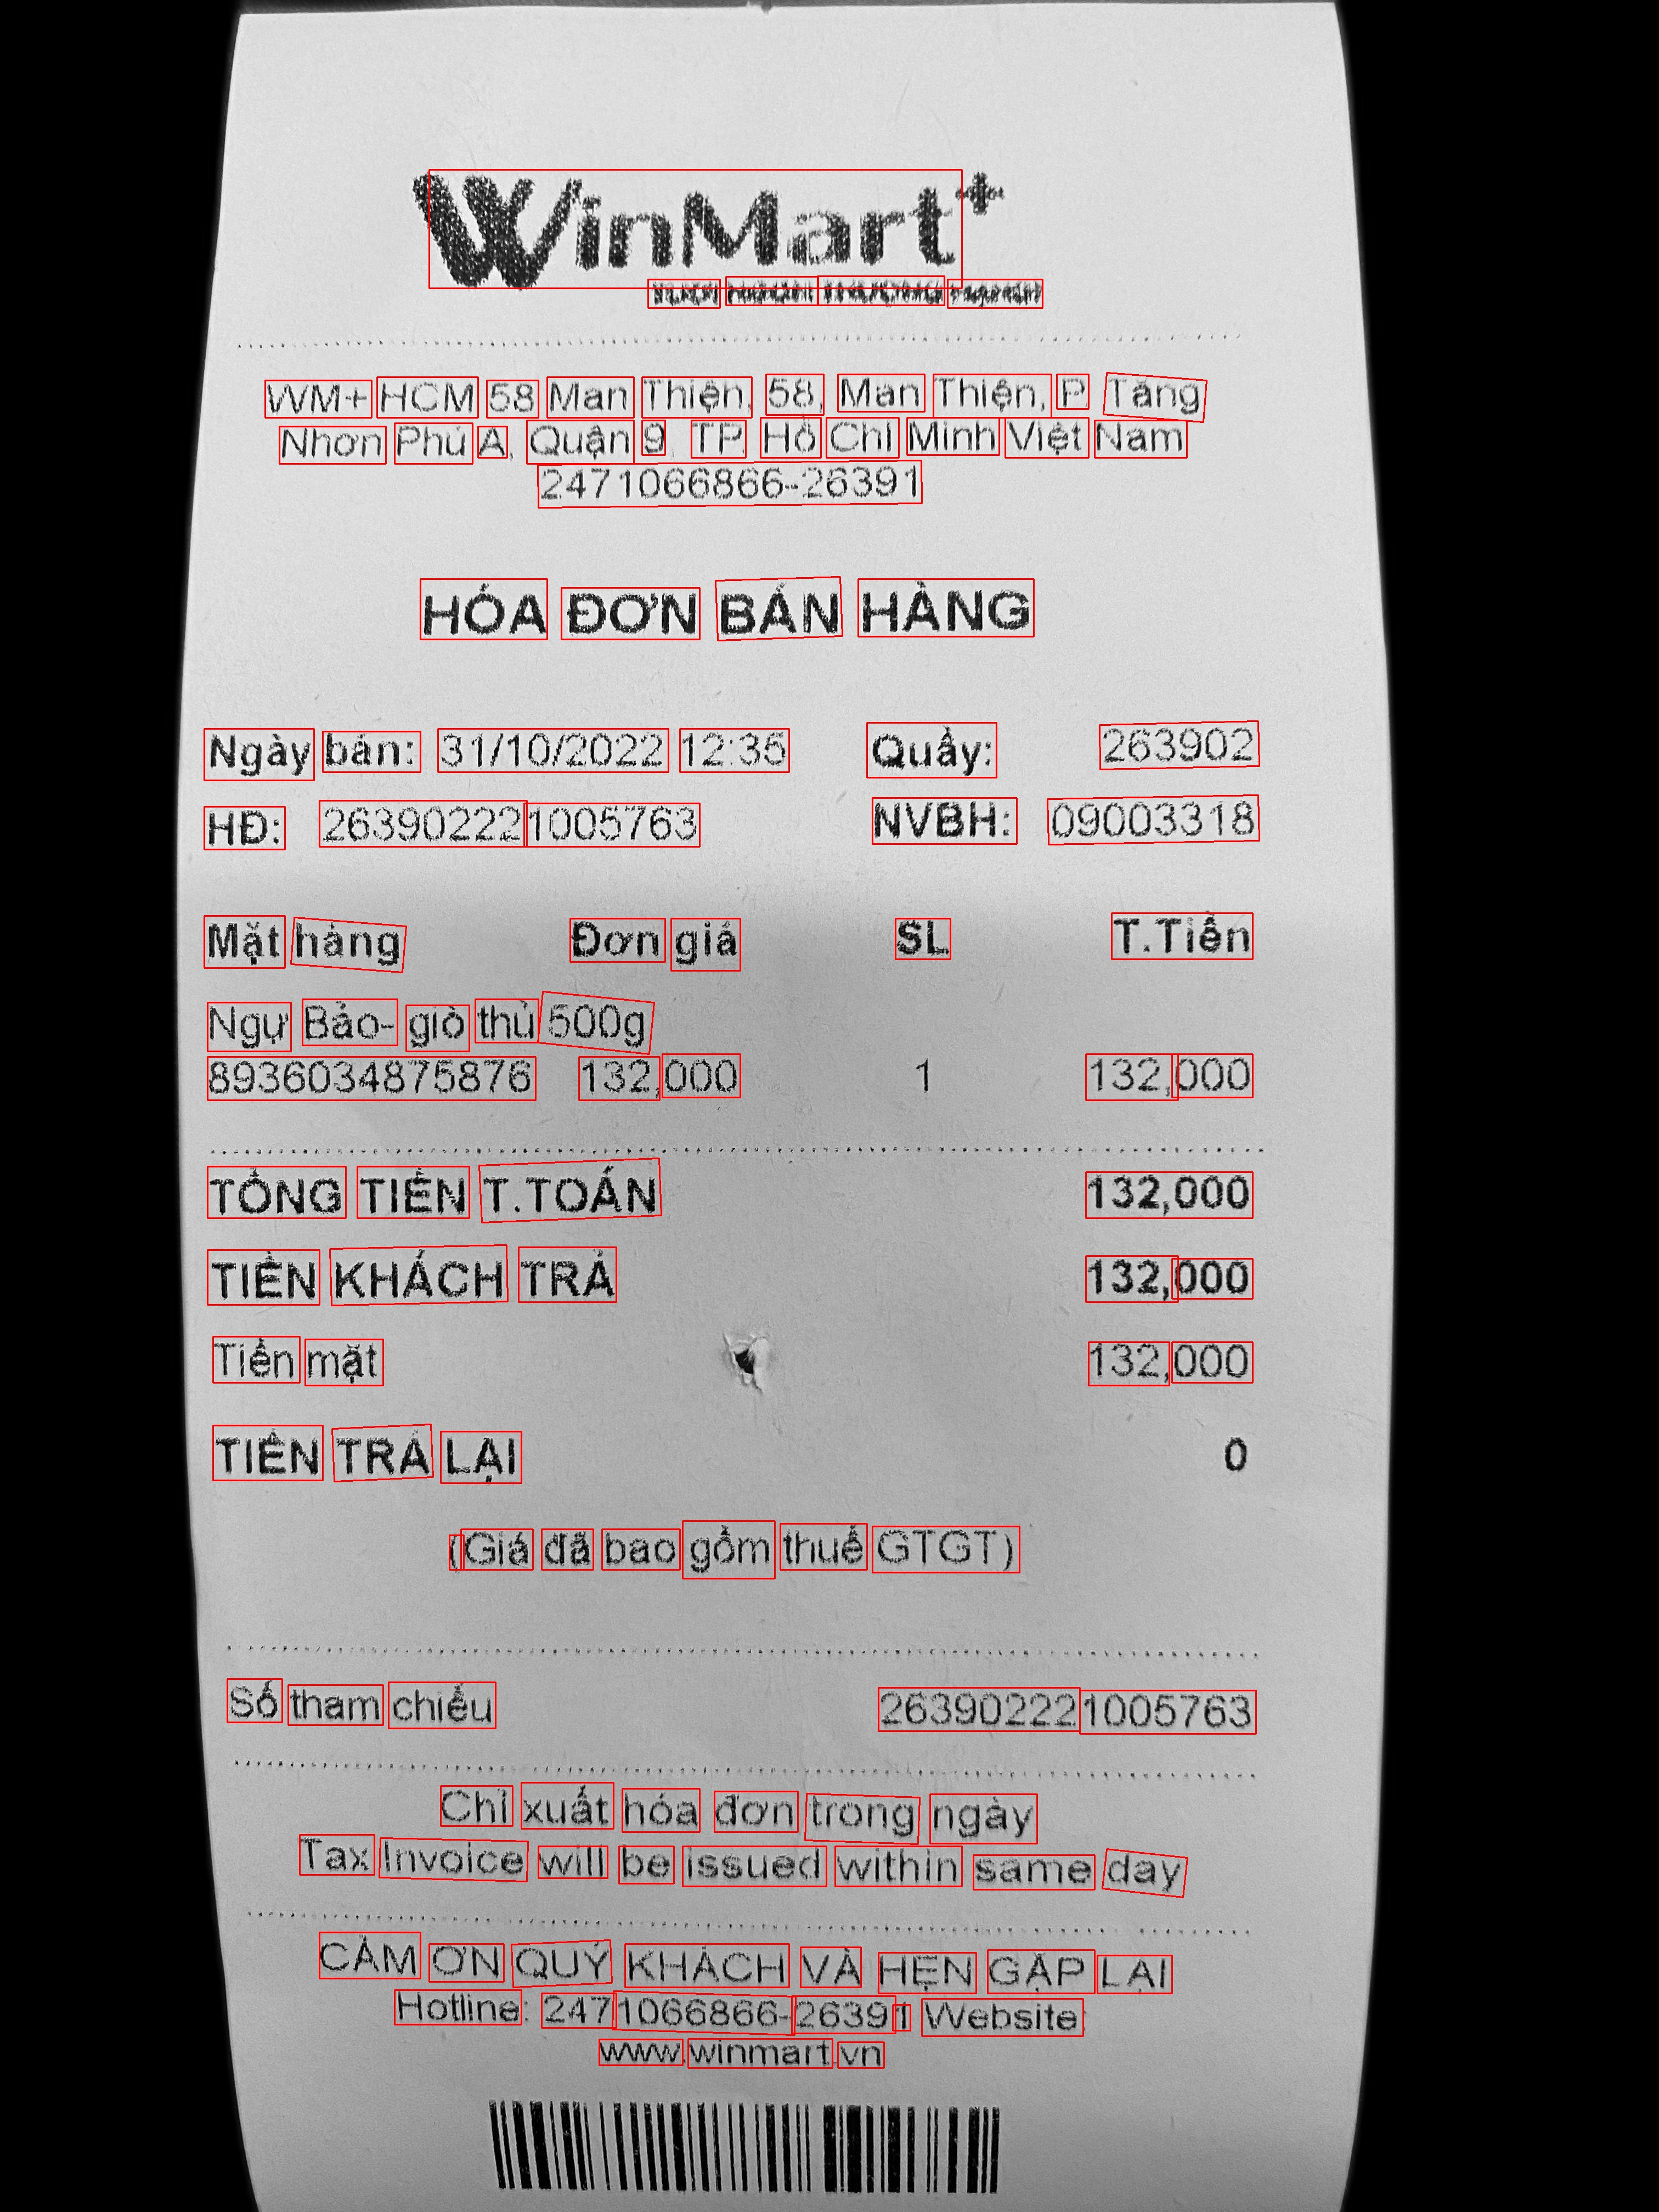 WinMart+
WM+ HCM 58 Man Thiện, 58, Man Thiện, P. Tăng
Nhơn Phú A, Quận 9, TP. Hồ Chí Minh Việt Nam
2471066866-26391
HÓA ĐƠN BÁN HÀNG
Ngày bán: 31/10/2022 12:35 Quầy: 263902
HĐ: 2639022221005763 NVBH: 09003318
Mặt hàng Đơn giá SL T.Tiền
Ngự Bảo- giò thủ 500g
8936034875876 132,000 1 132,000
TỔNG TIỀN T.TOÁN 132,000
TIỀN KHÁCH TRẢ 132,000
Tiền mặt 132,000
TIỀN TRẢ LẠI 0
(Giá đã bao gồm thuế GTGT)
Số tham chiếu 2639022221005763
Chỉ xuất hóa đơn trong ngày
Tax Invoice will be issued within same day
CẢM ƠN QUÝ KHÁCH VÀ HẸN GẶP LẠI
Hotline: 2471066866-26391 Website:
www.winmart.vn